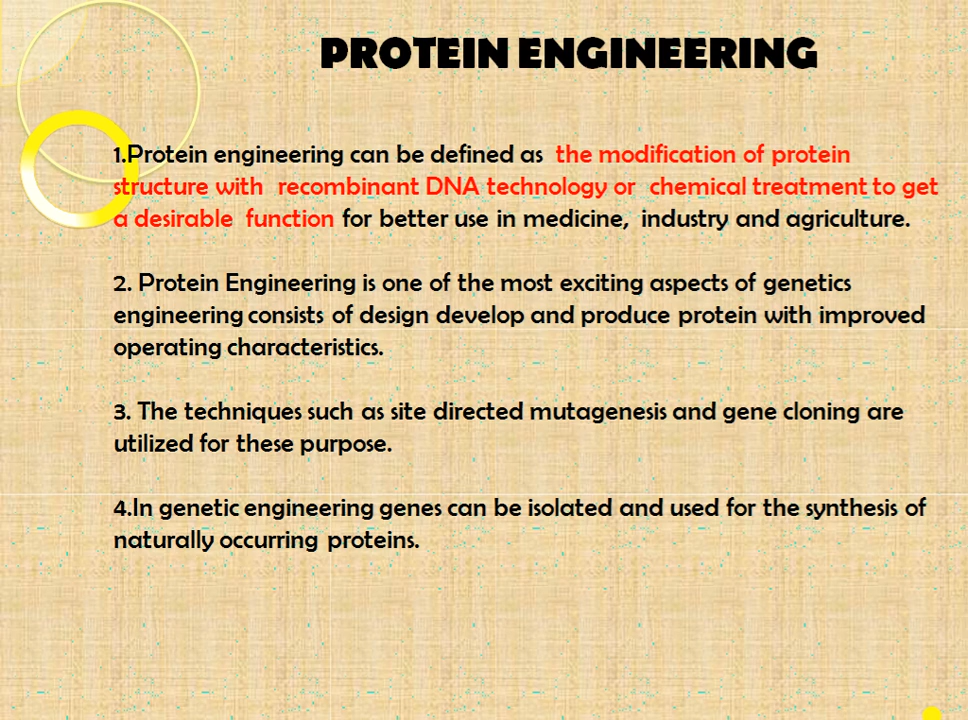 PROTEIN ENGINEERING
1.Protein engineering can be defined as the modification of protein
structure with recombinant DNA technology or chemical treatment to get
a desirable function for better use in medicine, industry and agriculture.
2. Protein Engineering is one of the most exciting aspects of genetics
engineering consists of design develop and produce protein with improved
operating characteristics.
3. The techniques such as site directed mutagenesis and gene cloning are
utilized for these purpose.
4.In genetic engineering genes can be isolated and used for the synthesis of
naturally occurring proteins.